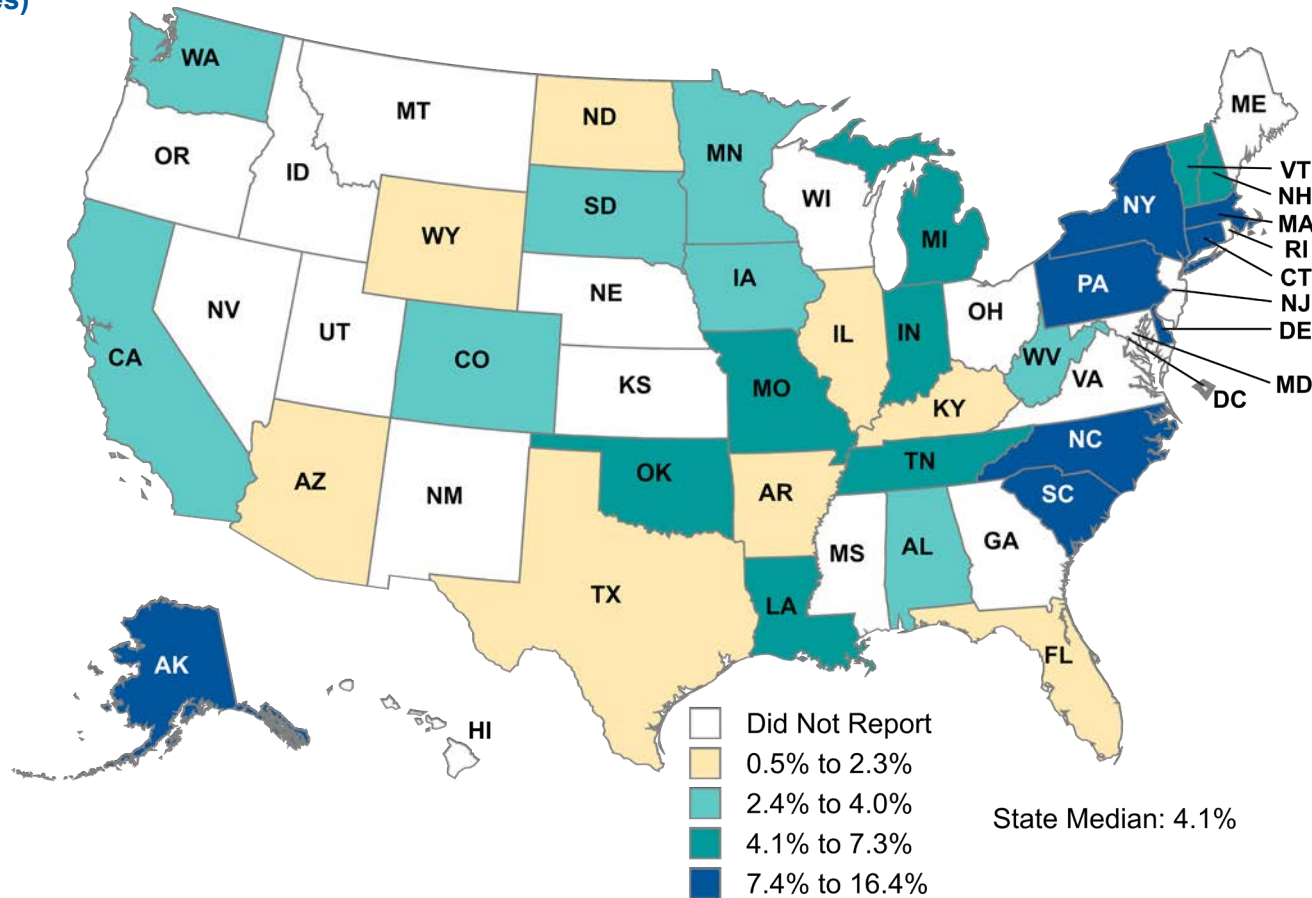 es)
WA
MT
ND
MN
ME
OR
ID
SD
WI
VT
NH
NY
MA
WY
MI
RI
CT
NE
IA
PA
NJ
NV
UT
OH
DE
IL
IN
CA
CO
WV
KS
MO
VA
MD
DC
KY
NC
AZ
OK
TN
NM
AR
SC
MS
AL
GA
TX
LA
FL
AK
HI
Did Not Report
0.5% to 2.3%
2.4% to 4.0%
4.1% to 7.3%
7.4% to 16.4%
State Median: 4.1%